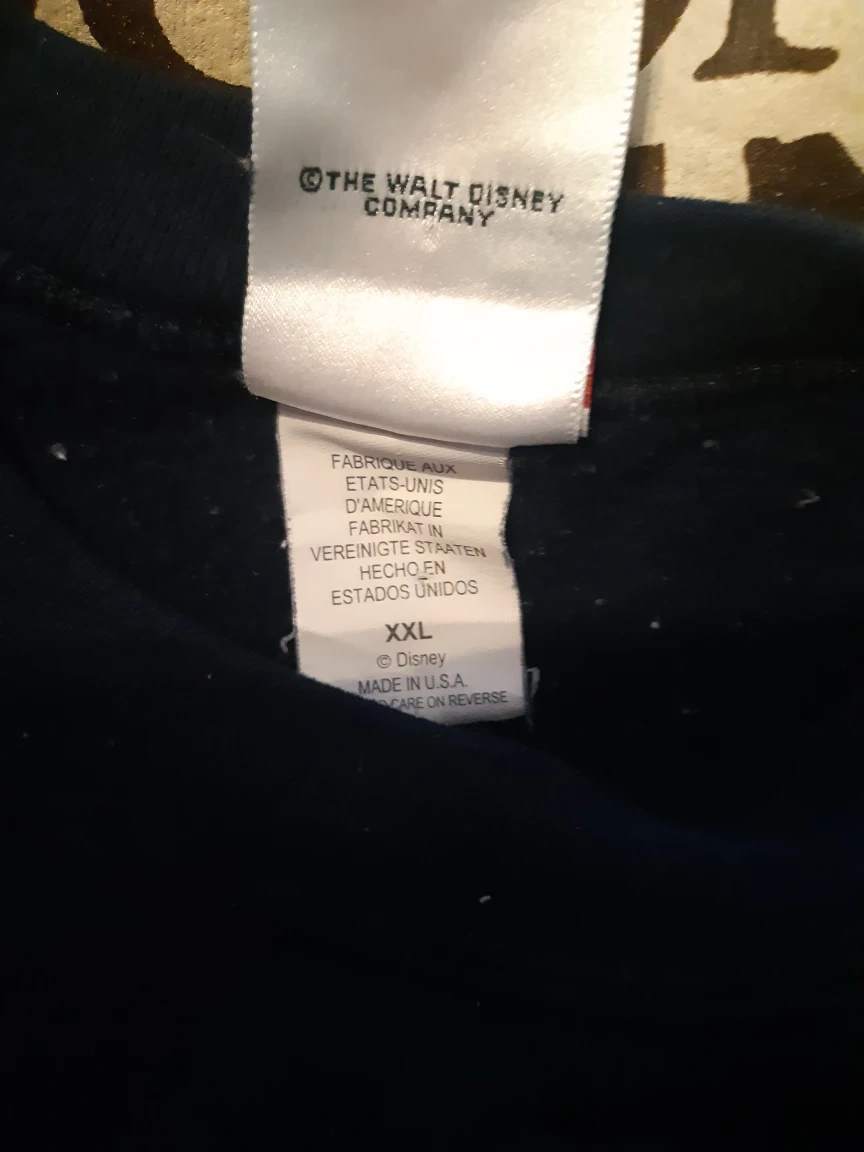 ©THE WALT DISNEY
COMPANY
FABRIQUE AUX
ETATS-UNIS
D'AMERIQUE
FABRIKAT IN
VEREINIGTE STAATEN
HECHO EN
ESTADOS UNIDOS
XXL
© Disney
MADE IN U.S.A.
CARE ON REVERSE